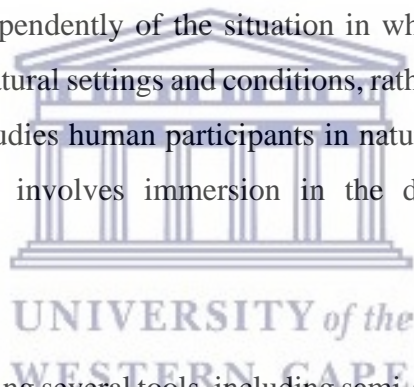 pendently of the situation in wh
atural settings and conditions, rath
udies human participants in natu
involves immersion in the d
UNIVERSITY of the
WESTERN CAPE
ng several tools, including semi